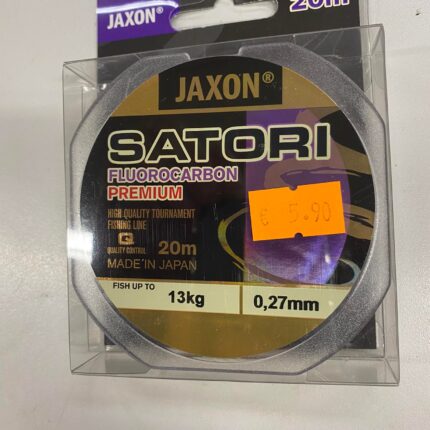 JAXON®
20m
JAXON®
SATORI
FLUOROCARBON
PREMIUM
HIGH QUALITY TOURNAMENT
FISHING LINE
Q
QUALITY CONTROL
20m
MADE IN JAPAN
€ 5.90
FISH UP TO
13kg
0,27mm